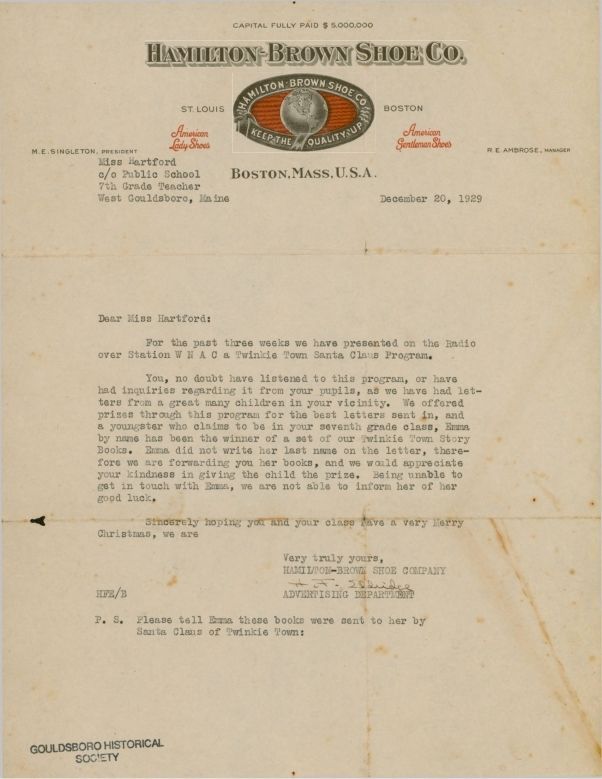 CAPITAL FULLY PAID $ 5,000,000
HAMILTON-BROWN SHOE CO.
HAMILTON-BROWN SHOE CO.
KEEP THE QUALITY UP
ST. LOUIS
BOSTON
American
Lady Shoes
American
Gentleman Shoes
M. E. SINGLETON, PRESIDENT
R. E. AMBROSE, MANAGER
BOSTON, MASS, U.S.A.
Miss Hartford
c/o Public School
7th Grade Teacher
West Gouldsboro, Maine
December 20, 1929
Dear Miss Hartford:
For the past three weeks we have presented on the Radio
over Station W N A C a Twinkie Town Santa Claus Program.
You, no doubt have listened to this program, or have
had inquiries regarding it from your pupils, as we have had let-
ters from a great many children in your vicinity. We offered
prizes through this program for the best letters sent in, and
a youngster who claims to be in your seventh grade class, Emma
by name has been the winner of a set of our Twinkie Town Story
Books. Emma did not write her last name on the letter, there-
fore we are forwarding you her books, and we would appreciate
your kindness in giving the child the prize. Being unable to
get in touch with Emma, we are not able to inform her of her
good luck.
Sincerely hoping you and your class have a very Merry
Christmas, we are
Very truly yours,
HAMILTON-BROWN SHOE COMPANY
HFE/B
ADVERTISING DEPARTMENT
P. S. Please tell Emma these books were sent to her by
Santa Claus of Twinkie Town:
GOULDSBORO HISTORICAL
SOCIETY